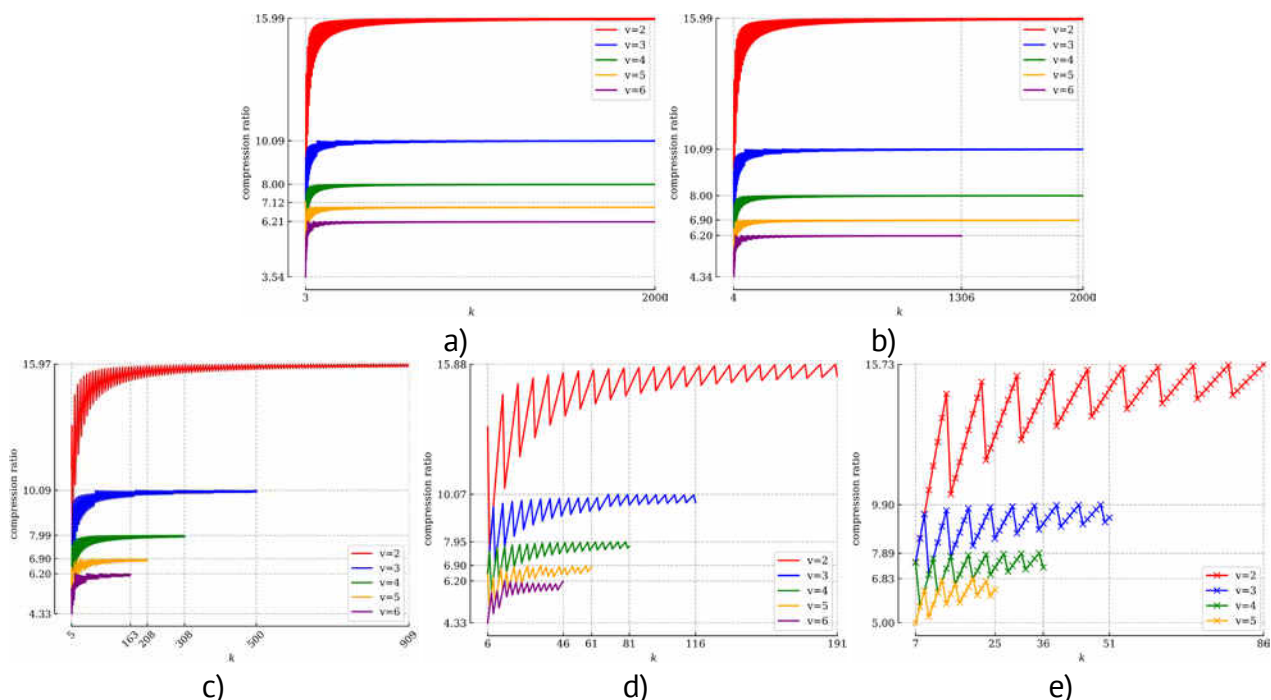 15.99
10.09
8.00
7.12
6.21
3.54
compression ratio
3
2000
k
v=2
v=3
v=4
v=5
v=6
a)
15.99
10.09
8.00
6.90
6.20
4.34
compression ratio
4
1306
2000
k
v=2
v=3
v=4
v=5
v=6
b)
15.97
10.09
7.99
6.90
6.20
4.33
compression ratio
5
163
208
308
500
909
k
v=2
v=3
v=4
v=5
v=6
c)
15.88
10.07
7.95
6.90
6.20
4.33
compression ratio
6
46
61
81
116
191
k
v=2
v=3
v=4
v=5
v=6
d)
15.73
9.90
7.89
6.83
5.00
compression ratio
7
25
36
51
86
k
v=2
v=3
v=4
v=5
e)